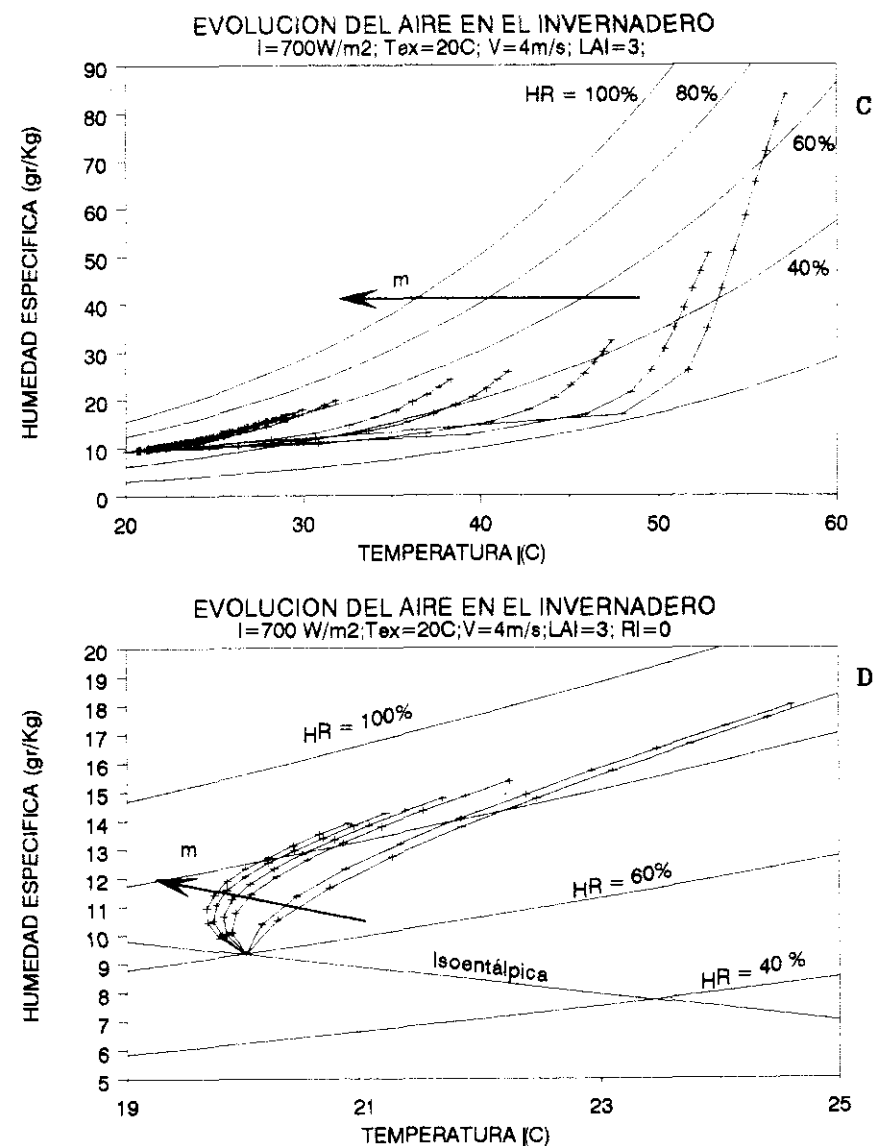 EVOLUCION DEL AIRE EN EL INVERNADERO
I=700W/m2; Tex=20C; V=4m/s; LAI=3;
C
HUMEDAD ESPECIFICA (gr/Kg)
90
80
70
60
50
40
30
20
10
0
HR = 100%
80%
60%
40%
m
20
30
40
50
60
TEMPERATURA (C)
EVOLUCION DEL AIRE EN EL INVERNADERO
I=700 W/m2;Tex=20C;V=4m/s;LAI=3; RI=0
D
HUMEDAD ESPECIFICA (gr/Kg)
20
19
18
17
16
15
14
13
12
11
10
9
8
7
6
5
HR = 100%
m
HR = 60%
Isoentálpica
HR = 40 %
19
21
23
25
TEMPERATURA (C)